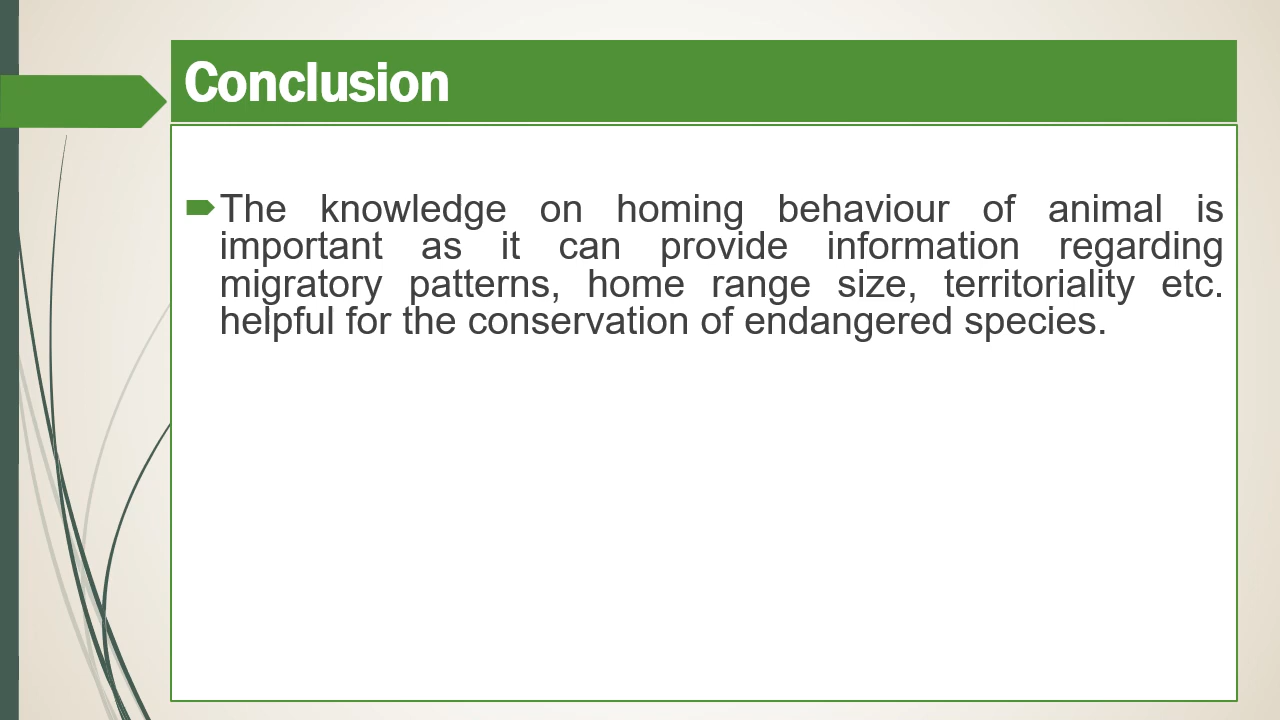 Conclusion
The knowledge on homing behaviour of animal is
important as it can provide information regarding
migratory patterns, home range size, territoriality etc.
helpful for the conservation of endangered species.